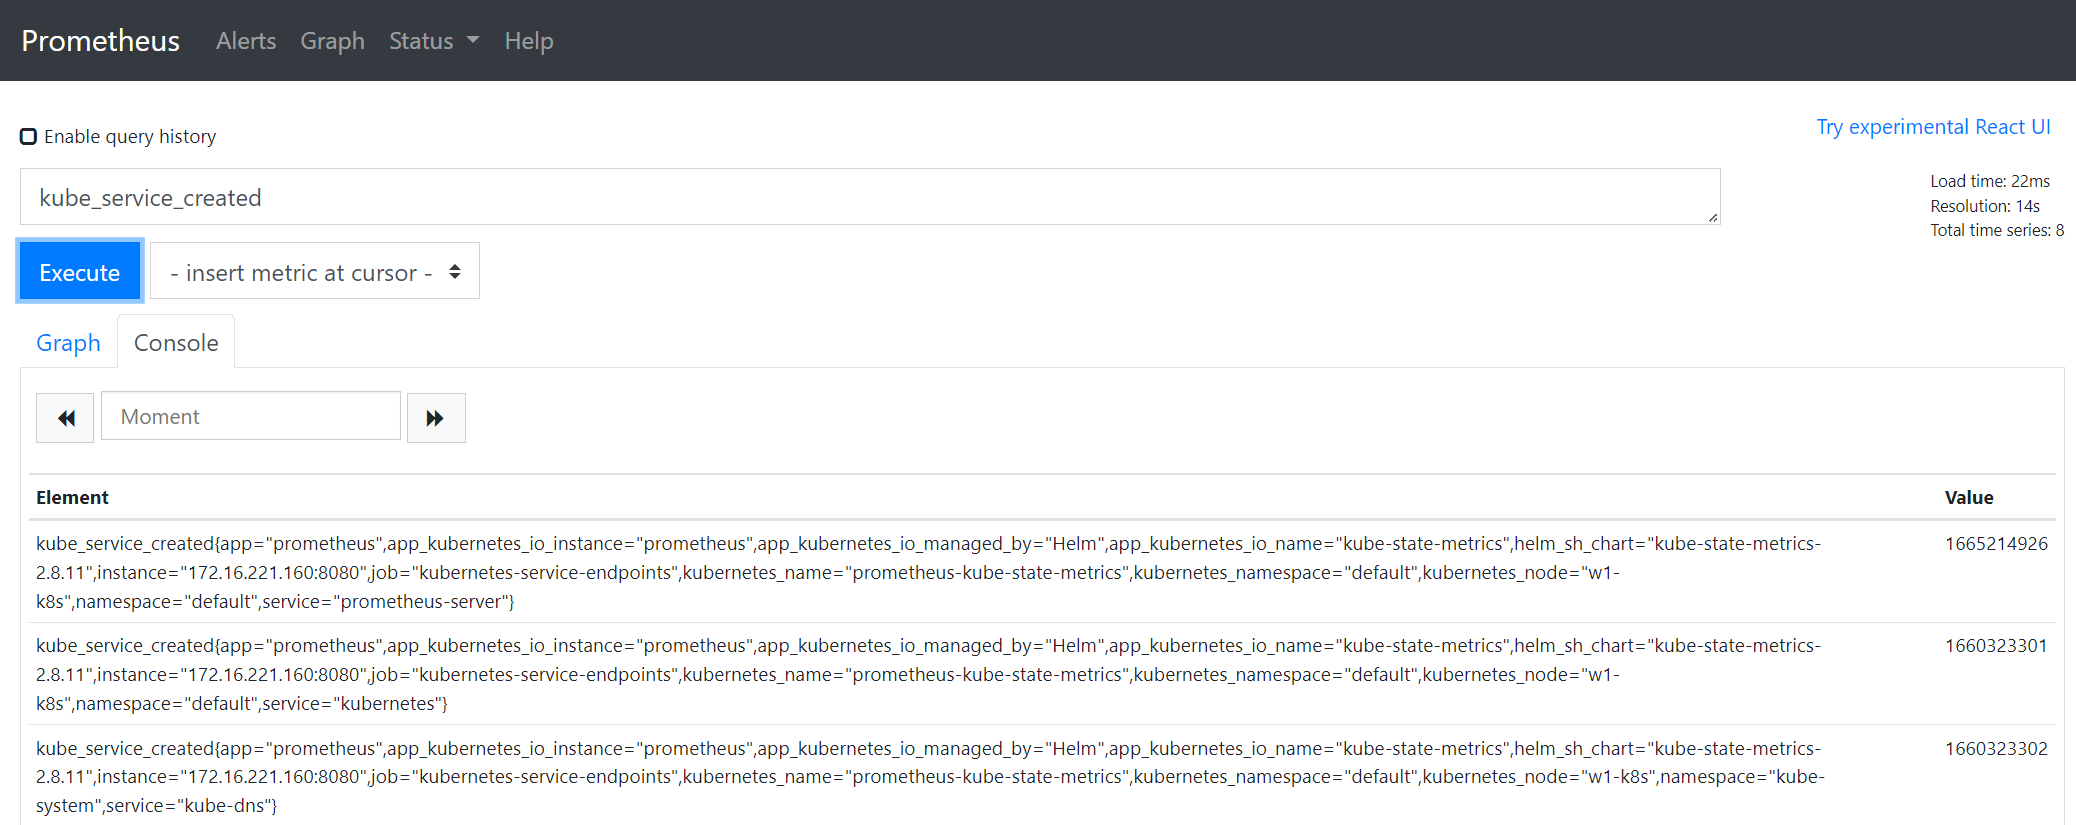 Prometheus Alerts Graph Status Help
Enable query history
Try experimental React UI
kube_service_created
Load time: 22ms
Resolution: 14s
Total time series: 8
Execute
- insert metric at cursor -
Graph
Console
Moment
Element
Value
kube_service_created{app="prometheus",app_kubernetes_io_instance="prometheus",app_kubernetes_io_managed_by="Helm",app_kubernetes_io_name="kube-state-metrics",helm_sh_chart="kube-state-metrics-
2.8.11",instance="172.16.221.160:8080",job="kubernetes-service-endpoints",kubernetes_name="prometheus-kube-state-metrics",kubernetes_namespace="default",kubernetes_node="w1-
k8s",namespace="default",service="prometheus-server"}
1665214926
kube_service_created{app="prometheus",app_kubernetes_io_instance="prometheus",app_kubernetes_io_managed_by="Helm",app_kubernetes_io_name="kube-state-metrics",helm_sh_chart="kube-state-metrics-
2.8.11",instance="172.16.221.160:8080",job="kubernetes-service-endpoints",kubernetes_name="prometheus-kube-state-metrics",kubernetes_namespace="default",kubernetes_node="w1-
k8s",namespace="default",service="kubernetes"}
1660323301
kube_service_created{app="prometheus",app_kubernetes_io_instance="prometheus",app_kubernetes_io_managed_by="Helm",app_kubernetes_io_name="kube-state-metrics",helm_sh_chart="kube-state-metrics-
2.8.11",instance="172.16.221.160:8080",job="kubernetes-service-endpoints",kubernetes_name="prometheus-kube-state-metrics",kubernetes_namespace="default",kubernetes_node="w1-k8s",namespace="kube-
system",service="kube-dns"}
1660323302